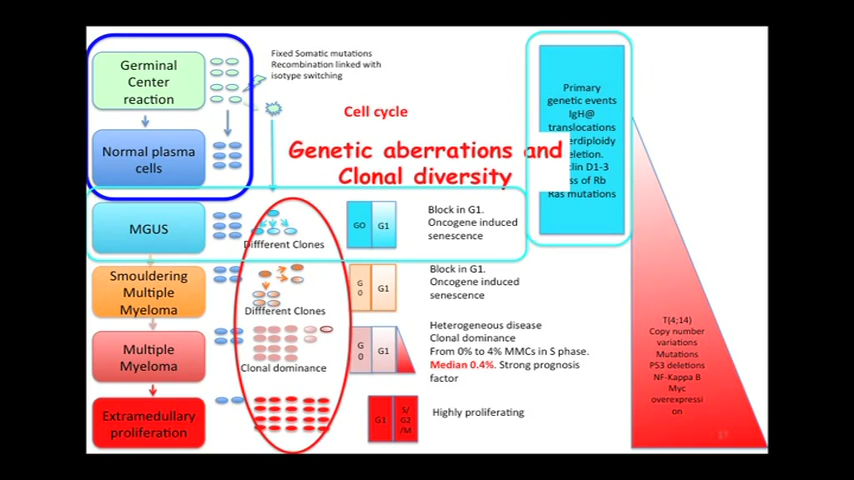 Germinal
Center
reaction
Fixed Somatic mutations
Recombination linked with
isotype switching
Cell cycle
Normal plasma
cells
Genetic aberrations and
Clonal diversity
Primary
genetic events
IgH@
translocations
deletion.
D1-3
of Rb
Ras mutations
MGUS
Diffferent Clones
GO
G1
Block in G1.
Oncogene induced
senescence
Smouldering
Multiple
Myeloma
Diffferent Clones
G
0
G1
Block in G1.
Oncogene induced
senescence
Multiple
Myeloma
Clonal dominance
G
0
G1
Heterogeneous disease
Clonal dominance
From 0% to 4% MMCs in S phase.
Median 0.4%. Strong prognosis
factor
T(4;14)
Copy number
variations
Mutations
P53 deletions
NF-Kappa B
Myc
overexpressi
on
Extramedullary
proliferation
G1
S/
G2
/M
Highly proliferating
17